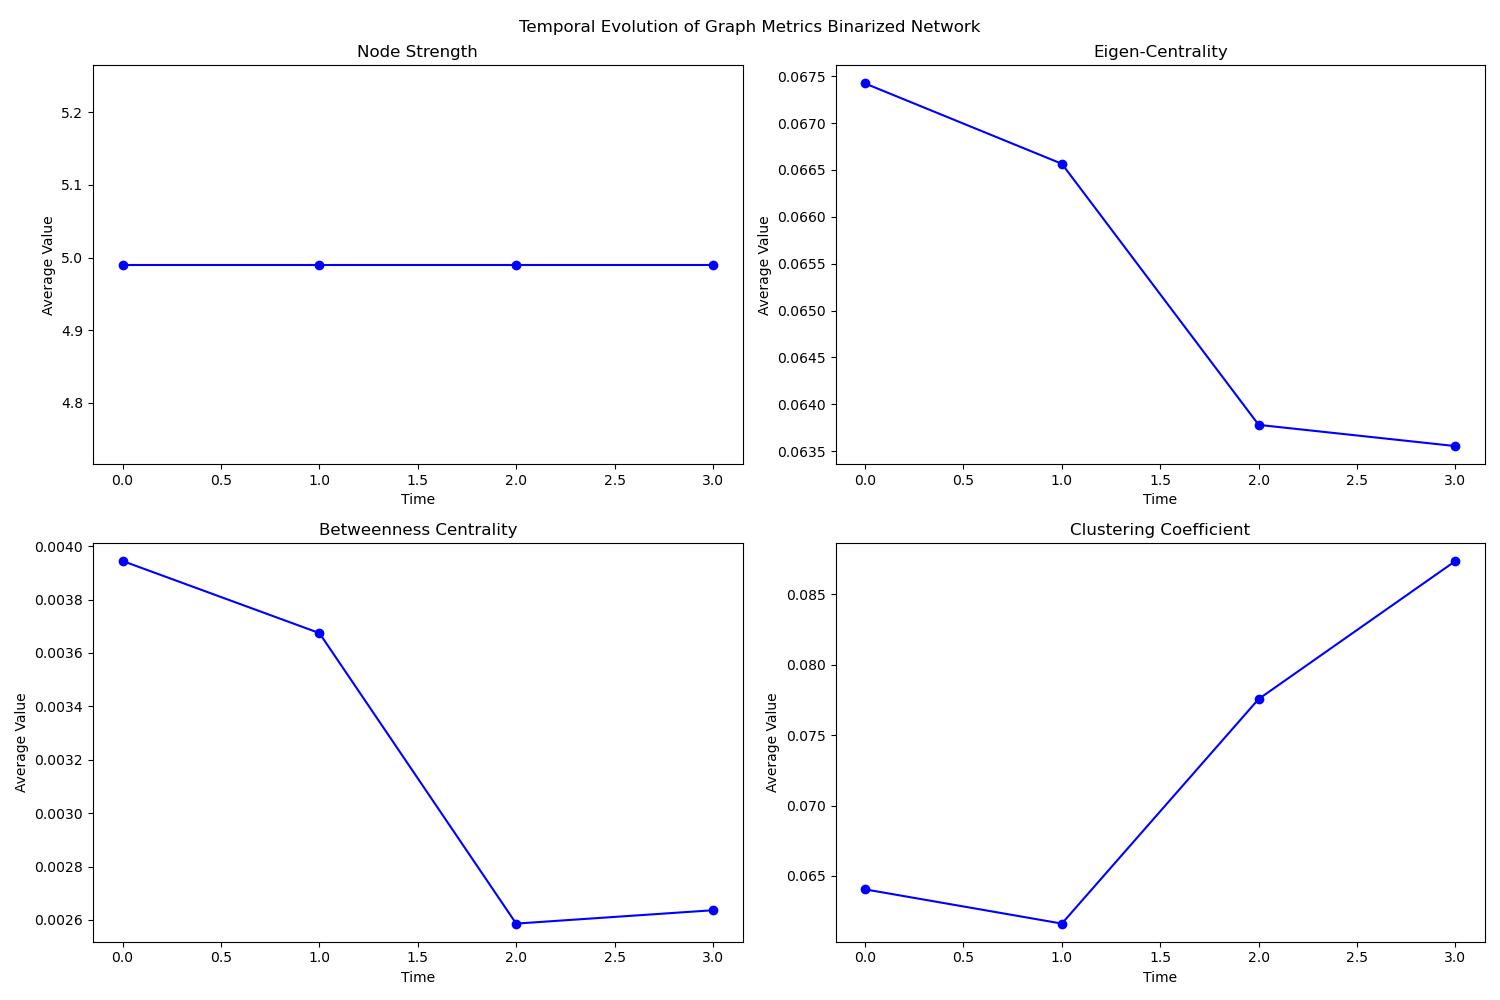 Temporal Evolution of Graph Metrics Binarized Network
Node Strength
5.2
5.1
5.0
4.9
4.8
Average Value
0.0 0.5 1.0 1.5 2.0 2.5 3.0
Time
Eigen-Centrality
0.0675
0.0670
0.0665
0.0660
0.0655
0.0650
0.0645
0.0640
0.0635
Average Value
0.0 0.5 1.0 1.5 2.0 2.5 3.0
Time
Betweenness Centrality
0.0040
0.0038
0.0036
0.0034
0.0032
0.0030
0.0028
0.0026
Average Value
0.0 0.5 1.0 1.5 2.0 2.5 3.0
Time
Clustering Coefficient
0.085
0.080
0.075
0.070
0.065
Average Value
0.0 0.5 1.0 1.5 2.0 2.5 3.0
Time